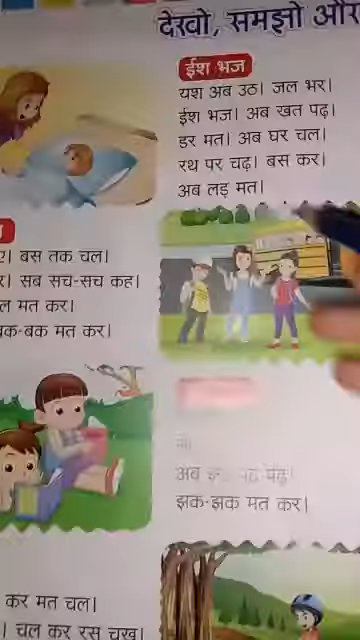 देखो, समझो और
ईश भज
यश अब उठ। जल भर।
ईश भज। अब खत पढ़।
डर मत। अब घर चल।
रथ पर चढ़। बस कर।
अब लड़ मत।
बस तक चल।
सब सच-सच कह।
मत कर।
बक-बक मत कर।
अब
झक-झक मत कर।
कर मत चल।
चल कर रस चख।